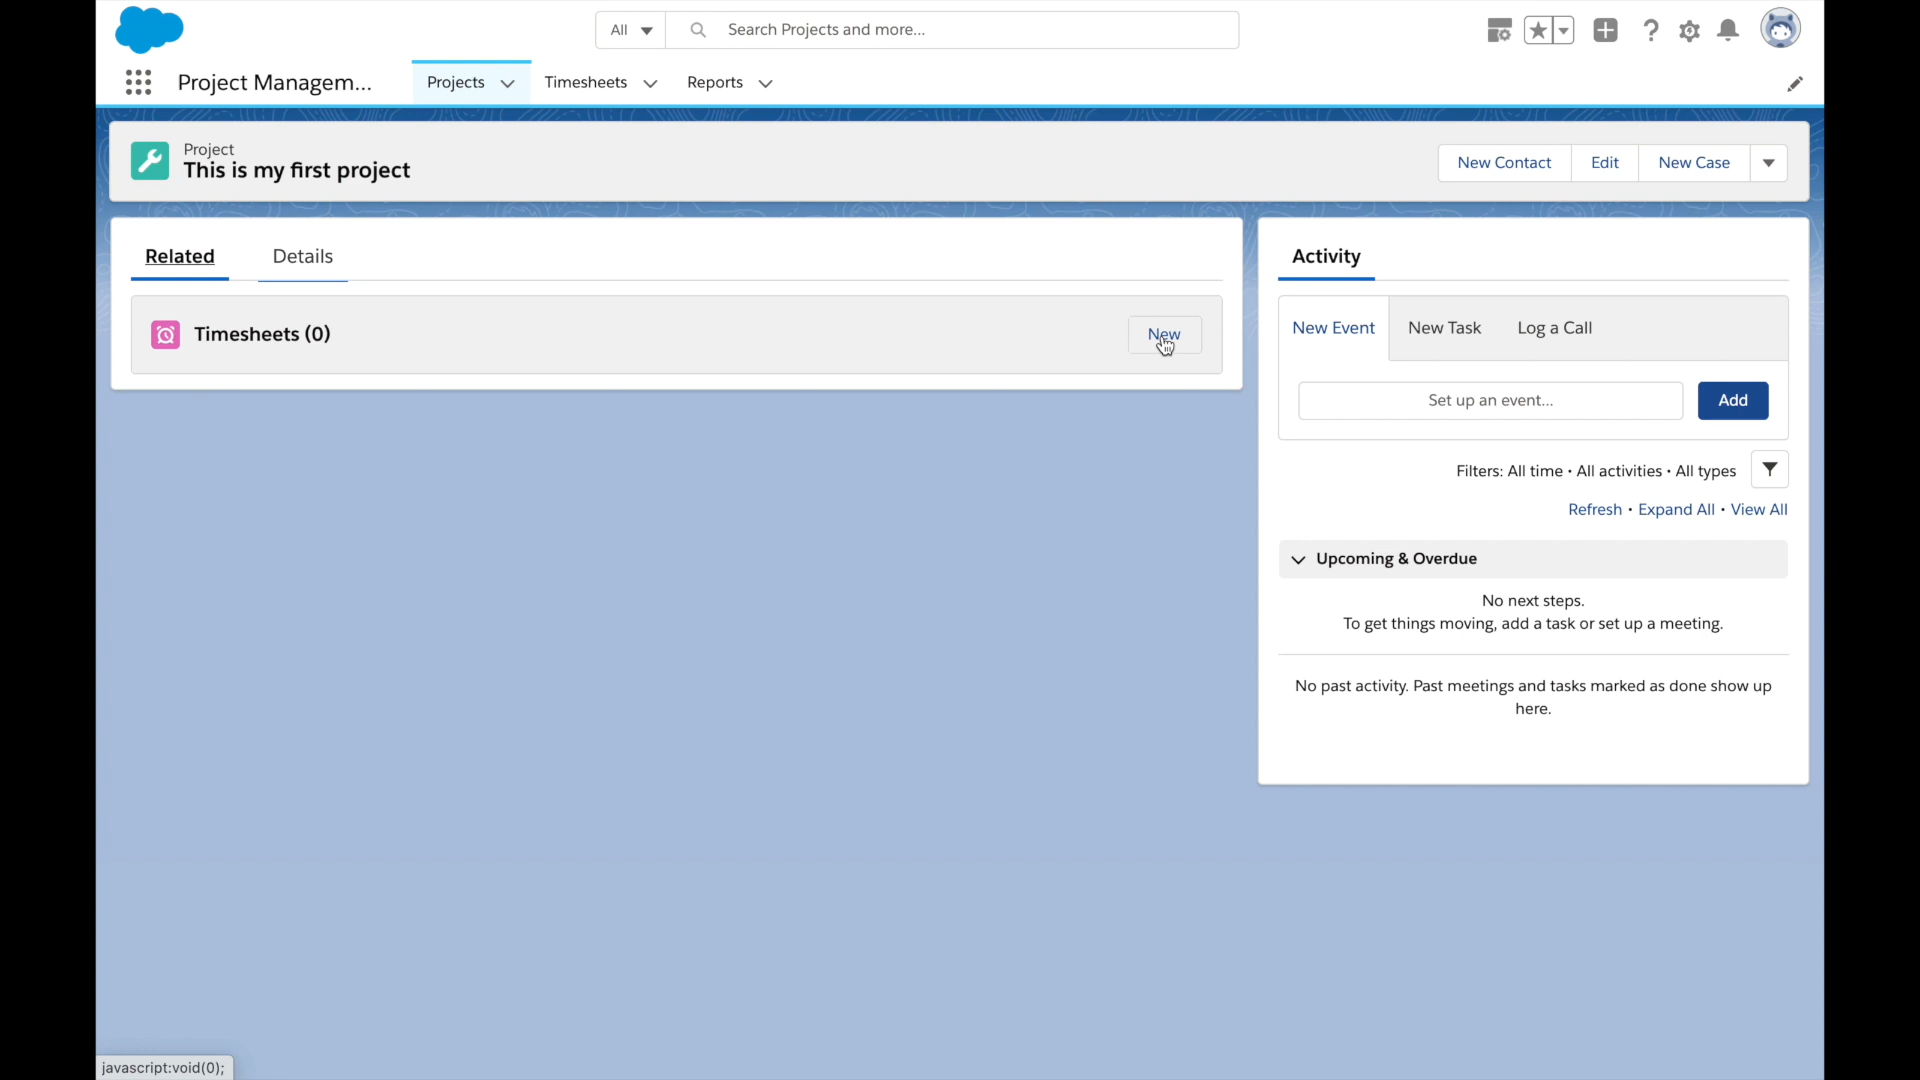 All
Search Projects and more...
Project Managem...
Projects
Timesheets
Reports
Project
This is my first project
New Contact
Edit
New Case
Related
Details
Timesheets (0)
New
Activity
New Event
New Task
Log a Call
Set up an event...
Add
Filters: All time • All activities • All types
Refresh • Expand All • View All
Upcoming & Overdue
No next steps.
To get things moving, add a task or set up a meeting.
No past activity. Past meetings and tasks marked as done show up
here.
javascript:void(0);